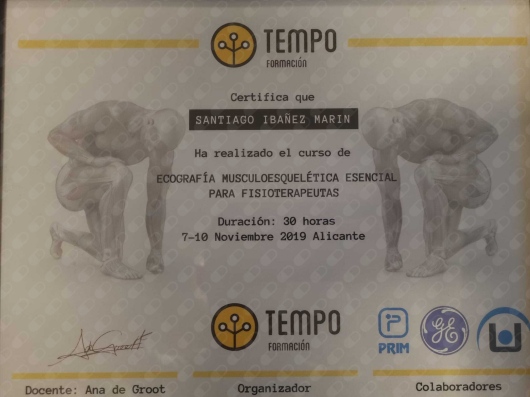 TEMPO
FORMACIÓN
Certifica que
SANTIAGO IBAÑEZ MARIN
Ha realizado el curso de
ECOGRAFÍA MUSCULOESQUELÉTICA ESENCIAL
PARA FISIOTERAPEUTAS
Duración: 30 horas
7-10 Noviembre 2019 Alicante
TEMPO
FORMACIÓN
PRIM
GE
Docente: Ana de Groot
Organizador
Colaboradores